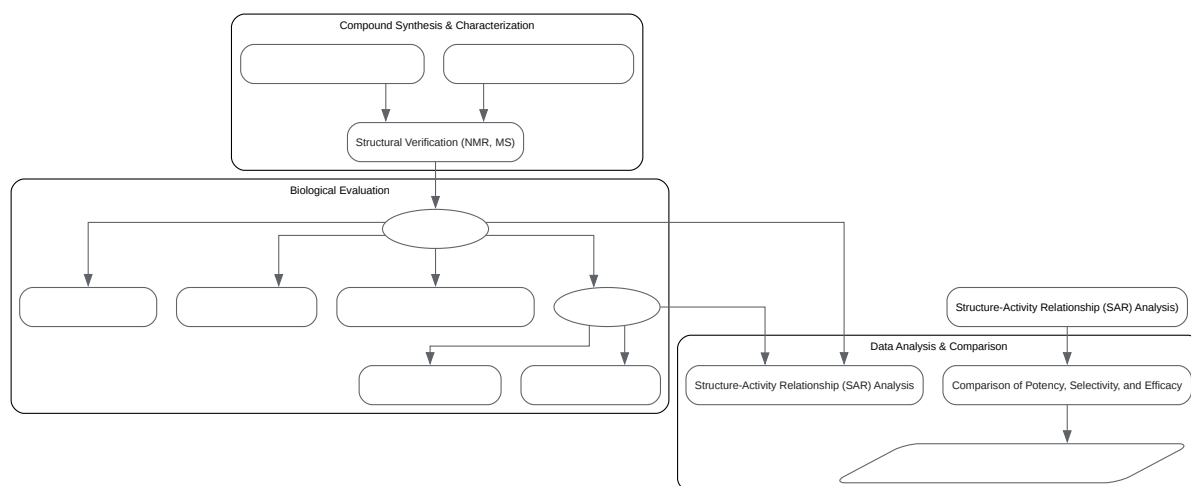 Compound Synthesis & Characterization
Structural Verification (NMR, MS)
Biological Evaluation
Structure-Activity Relationship (SAR) Analysis)
Data Analysis & Comparison
Structure-Activity Relationship (SAR) Analysis
Comparison of Potency, Selectivity, and Efficacy